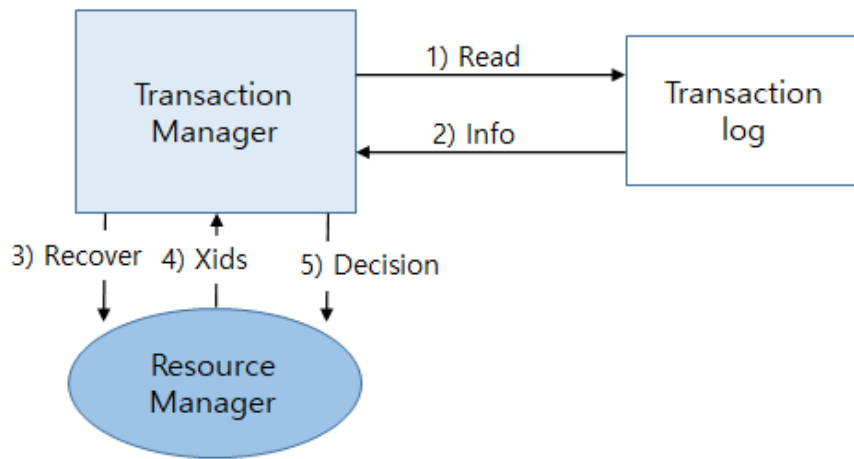 Transaction
Manager
1) Read
2) Info
Transaction
log
3) Recover
4) Xids
5) Decision
Resource
Manager